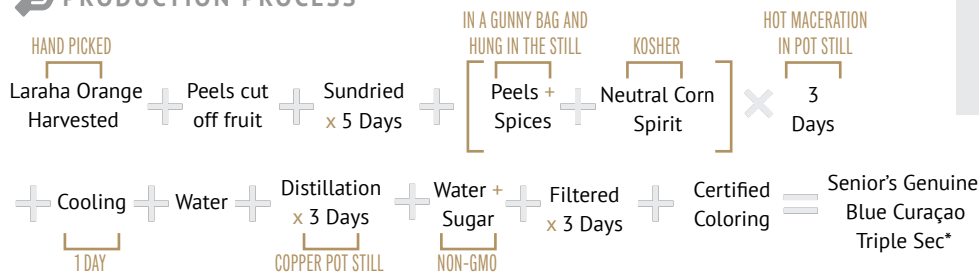 PRODUCTION PROCESS
IN A GUNNY BAG AND
HUNG IN THE STILL
HAND PICKED
KOSHER
HOT MACERATION
IN POT STILL
Laraha Orange
Harvested
+
Peels cut
off fruit
+
Sundried
x 5 Days
+
[
Peels +
Spices
+
Neutral Corn
Spirit
]
×
3
Days
+
Cooling
1 DAY
+
Water
+
Distillation
x 3 Days
COPPER POT STILL
+
Water +
Sugar
NON-GMO
+
Filtered
x 3 Days
+
Certified
Coloring
=
Senior's Genuine
Blue Curaçao
Triple Sec*